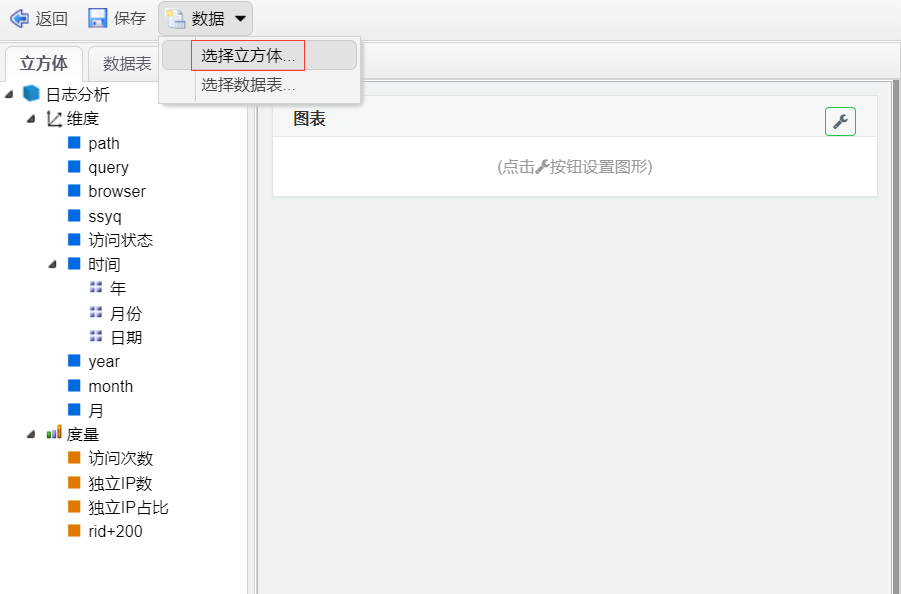 返回 保存 数据
选择立方体...
选择数据表...
立方体 数据表
日志分析
维度
path
query
browser
ssyq
访问状态
时间
年
月份
日期
year
month
月
度量
访问次数
独立IP数
独立IP占比
rid+200
图表
(点击按钮设置图形)